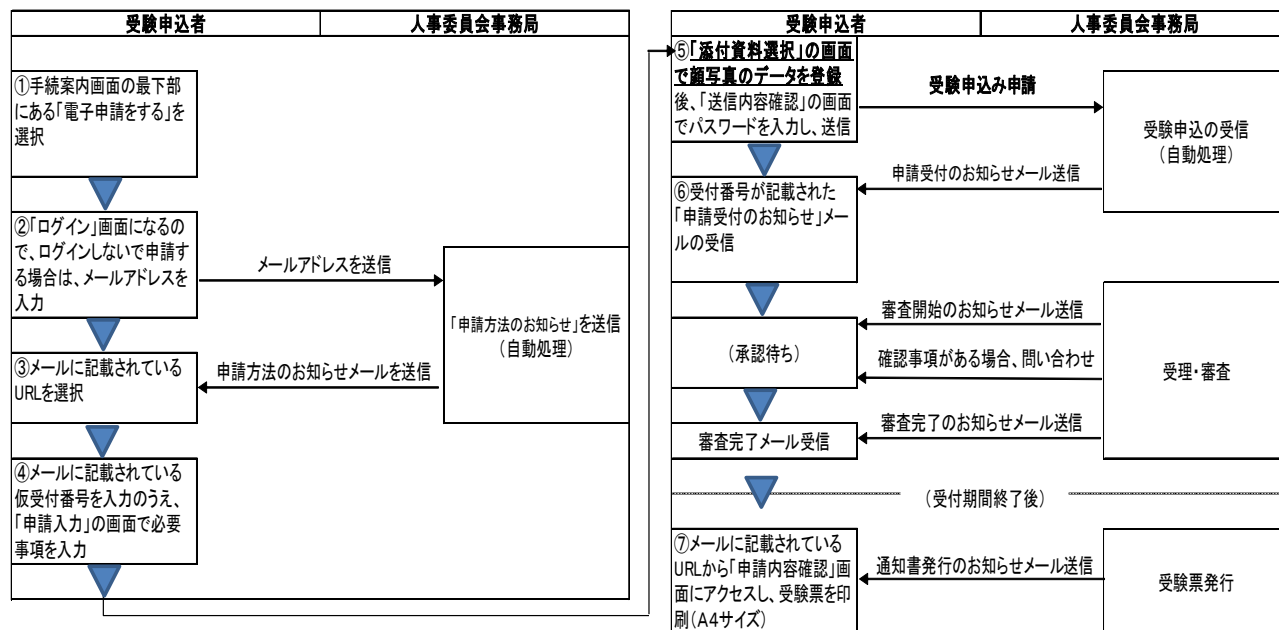 受験申込者
人事委員会事務局
①手続案内画面の最下部
にある「電子申請をする」を
選択
②「ログイン」画面になるの
で、ログインしないで申請す
る場合は、メールアドレスを
入力
メールアドレスを送信
「申請方法のお知らせ」を送信
(自動処理)
③メールに記載されている
URLを選択
申請方法のお知らせメールを送信
④メールに記載されている
仮受付番号を入力のうえ、
「申請入力」の画面で必要
事項を入力
受験申込者
人事委員会事務局
⑤「添付資料選択」の画面
で顔写真のデータを登録
後、「送信内容確認」の画面
でパスワードを入力し、送信
受験申込み申請
受験申込の受信
(自動処理)
申請受付のお知らせメール送信
⑥受付番号が記載された
「申請受付のお知らせ」メー
ルの受信
審査開始のお知らせメール送信
(承認待ち)
確認事項がある場合、問い合わせ
受理・審査
審査完了のお知らせメール送信
審査完了メール受信
(受付期間終了後)
⑦メールに記載されている
URLから「申請内容確認」画
面にアクセスし、受験票を印
刷(A4サイズ)
通知書発行のお知らせメール送信
受験票発行